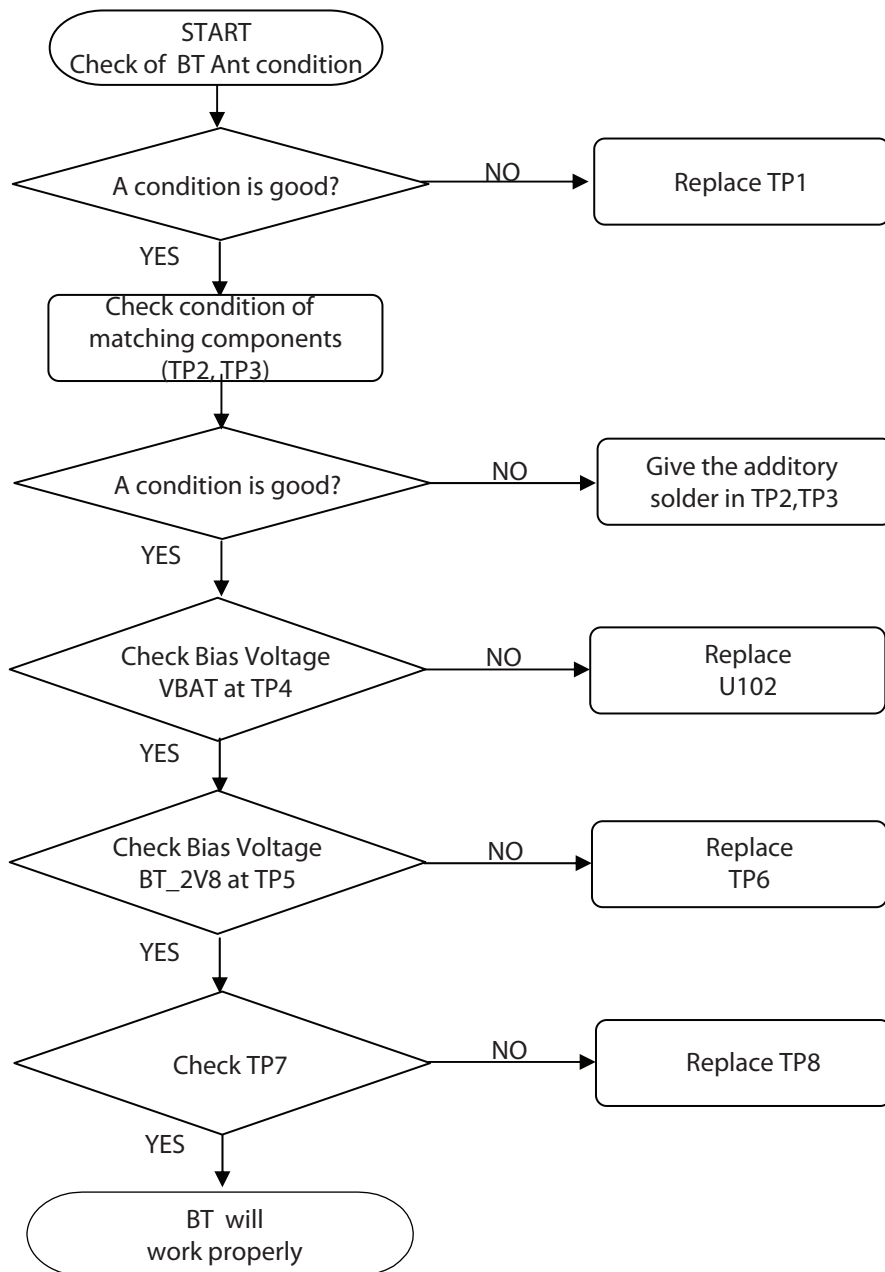 START
Check of BT Ant condition
A condition is good?
NO
Replace TP1
YES
Check condition of
matching components
(TP2, TP3)
A condition is good?
NO
Give the additory
solder in TP2,TP3
YES
Check Bias Voltage
VBAT at TP4
NO
Replace
U102
YES
Check Bias Voltage
BT_2V8 at TP5
NO
Replace
TP6
YES
Check TP7
NO
Replace TP8
YES
BT will
work properly